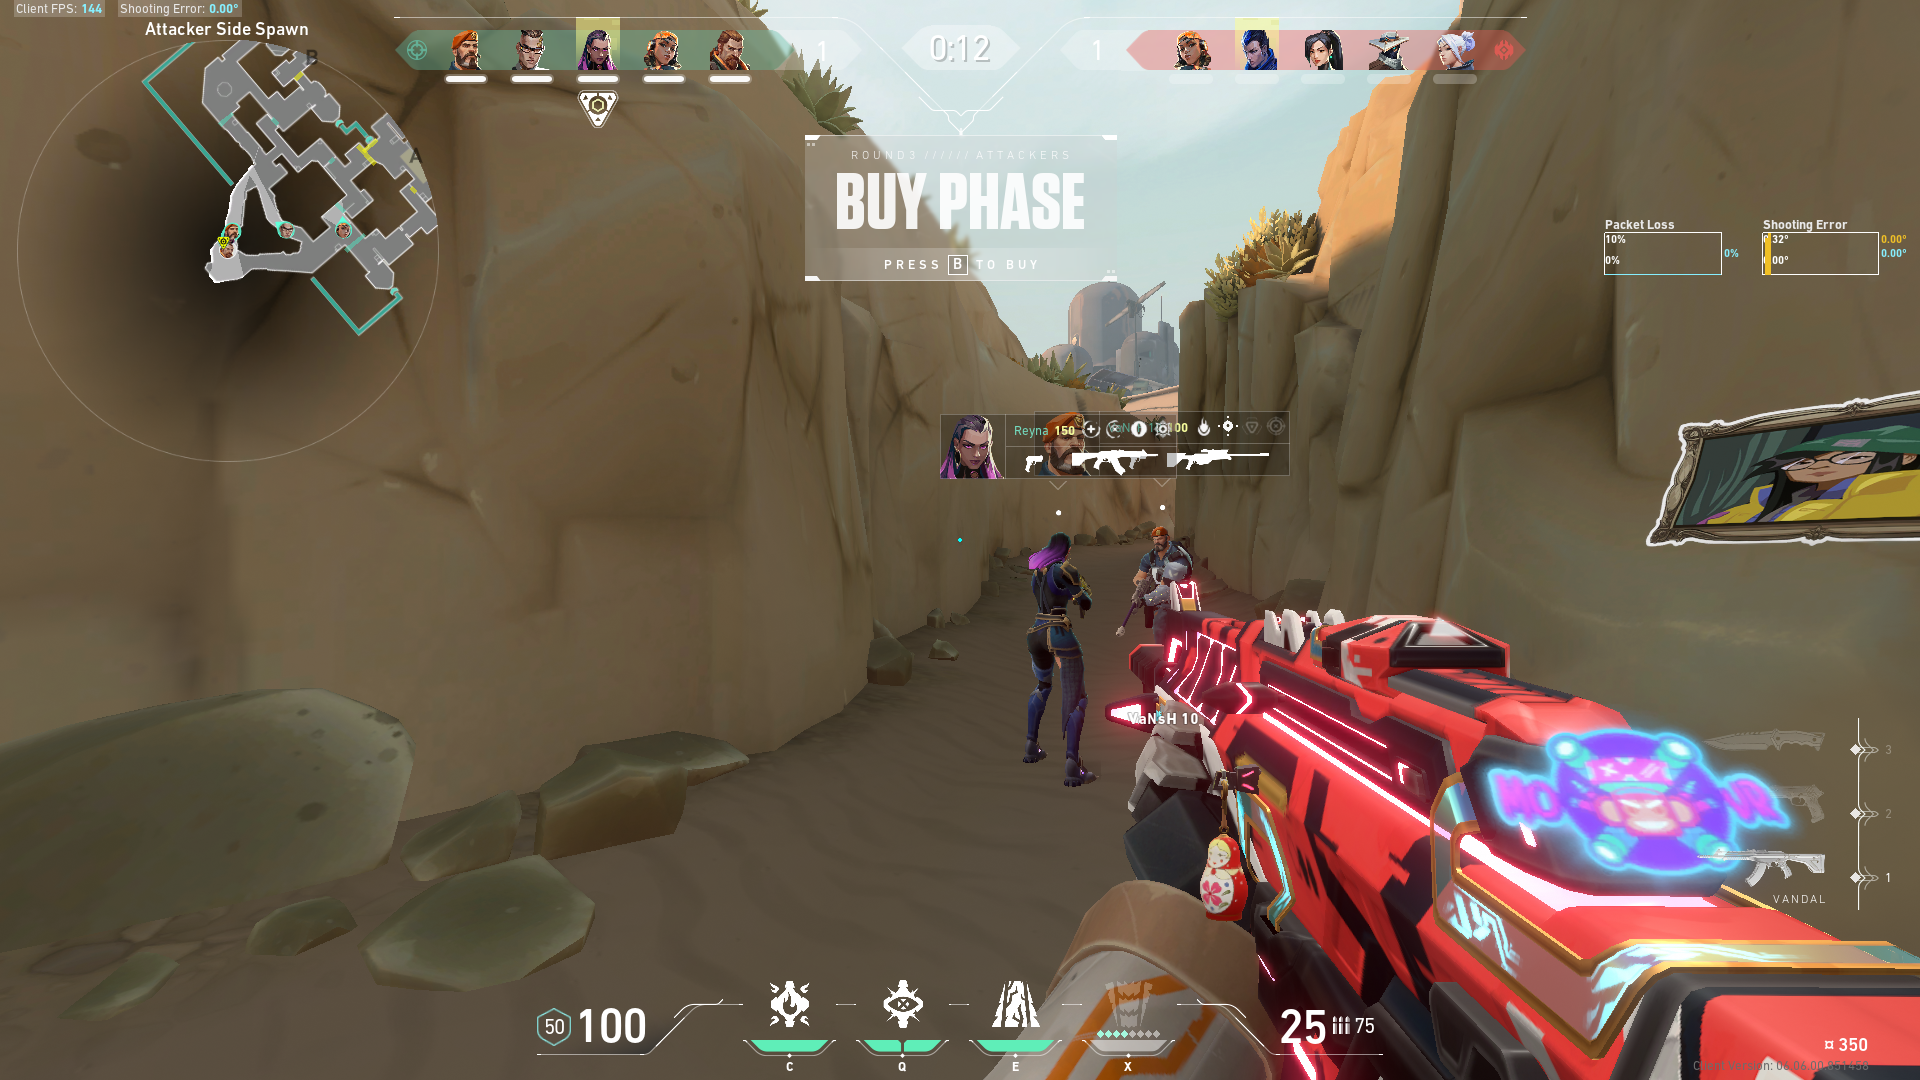 Client FPS: 144
Shooting Error: 0.00°
Attacker Side Spawn
B
A
1
0:12
1
ROUND 3 ////// ATTACKERS
BUY PHASE
PRESS B TO BUY
Packet Loss
10%
0%
0%
Shooting Error
0.00°
0.00°
Reyna 150
VaNsH 10
3
2
1
VANDAL
50 100
C
Q
E
X
25 75
¤ 350